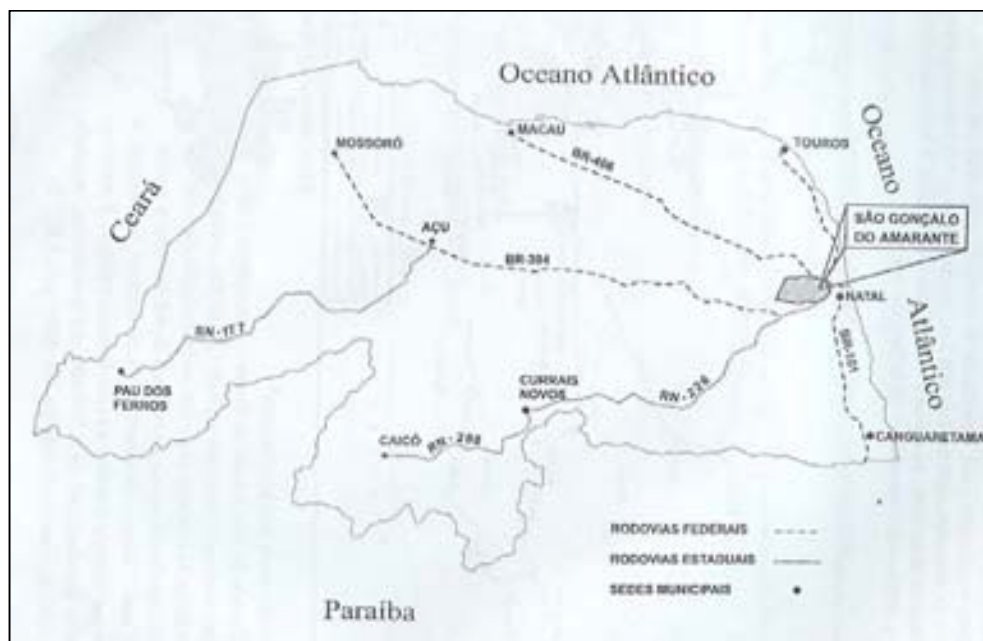 Oceano Atlântico
Oceano
MACAU
MOSSORÓ
TOUROS
BR-406
Ceará
SÃO GONÇALO
DO AMARANTE
AÇU
BR-304
NATAL
Atlântico
RN-177
BR-101
PAU DOS
FERROS
CURRAIS
NOVOS
RN-226
CAICÓ
RN-288
CANGUARETAMA
RODOVIAS FEDERAIS
RODOVIAS ESTADUAIS
SEDES MUNICIPAIS
Paraíba